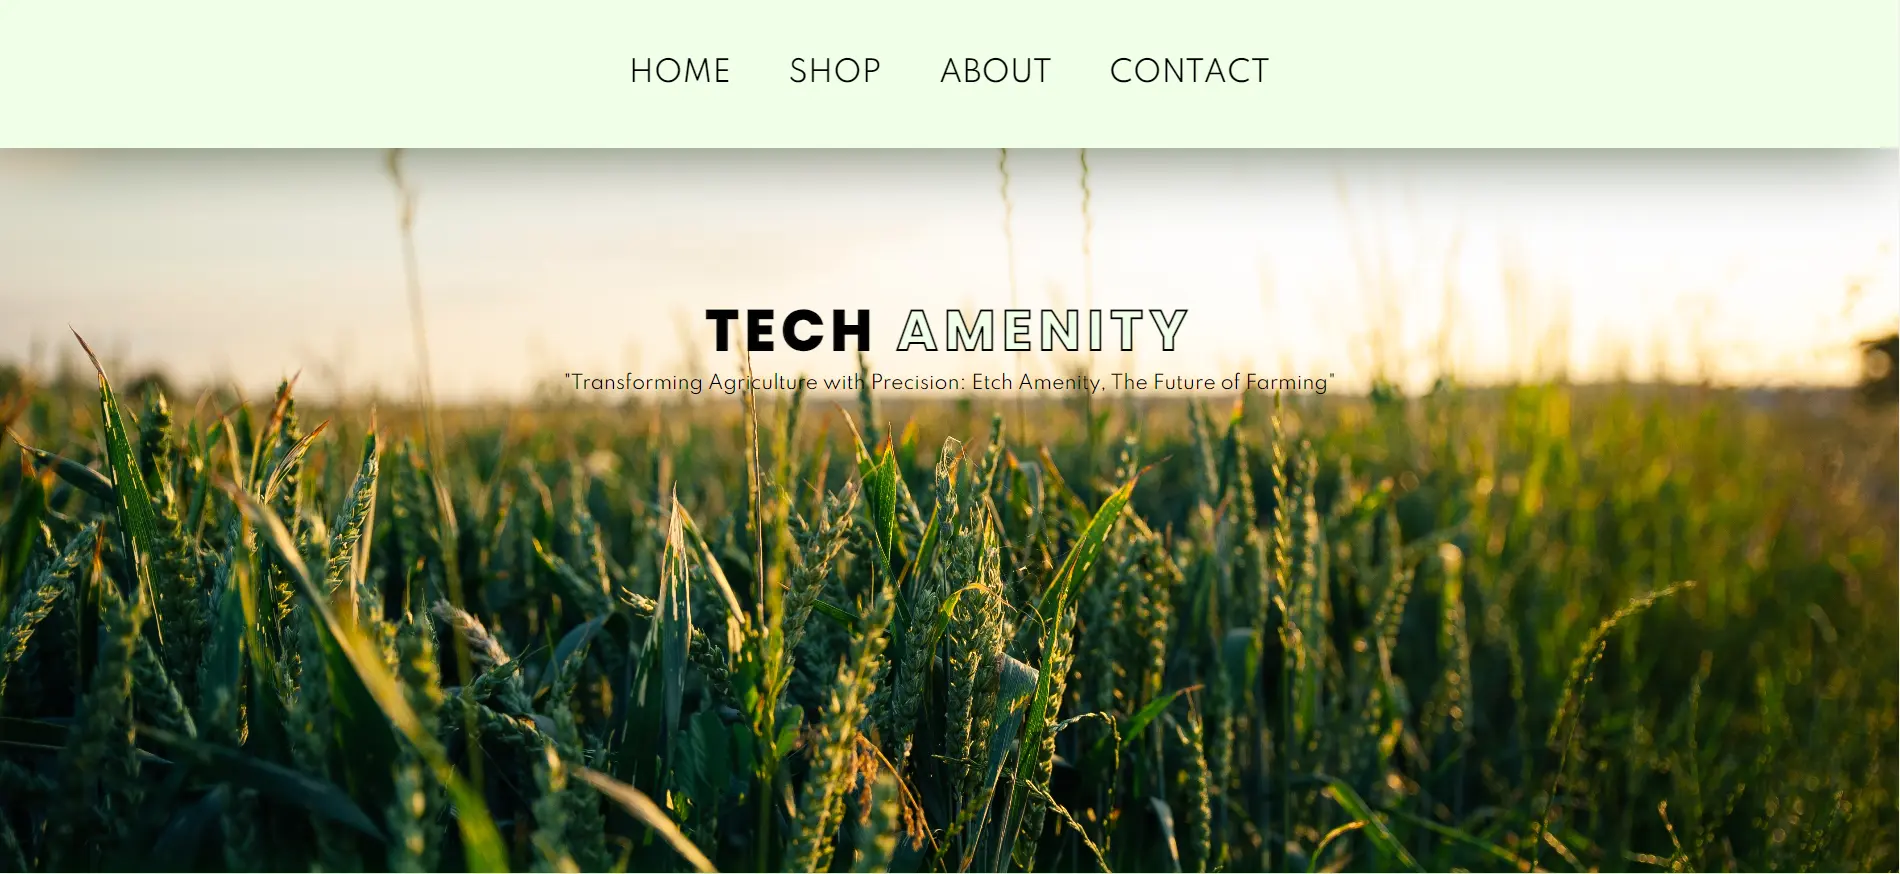 HOME SHOP ABOUT CONTACT
TECH AMENITY
"Transforming Agriculture with Precision: Etch Amenity, The Future of Farming"